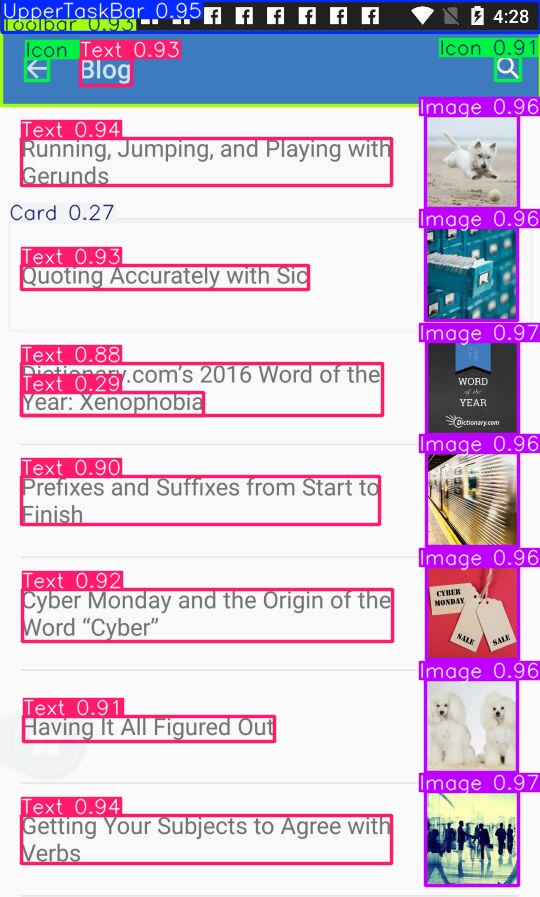 UpperTaskBar 0.95
Toolbar 0.93
4:28
Icon
Text 0.93
Icon 0.91
Blog
Image 0.96
Text 0.94
Running, Jumping, and Playing with
Gerunds
Card 0.27
Image 0.96
Text 0.93
Quoting Accurately with Sic
Image 0.97
Text 0.88
Dictionary.com’s 2016 Word of the
Text 0.29
Year: Xenophobia
WORD
of the
YEAR
Dictionary.com
Image 0.96
Text 0.90
Prefixes and Suffixes from Start to
Finish
Image 0.96
Text 0.92
Cyber Monday and the Origin of the
Word “Cyber”
CYBER
MONDAY
SALE
SALE
Image 0.96
Text 0.91
Having It All Figured Out
Image 0.97
Text 0.94
Getting Your Subjects to Agree with
Verbs